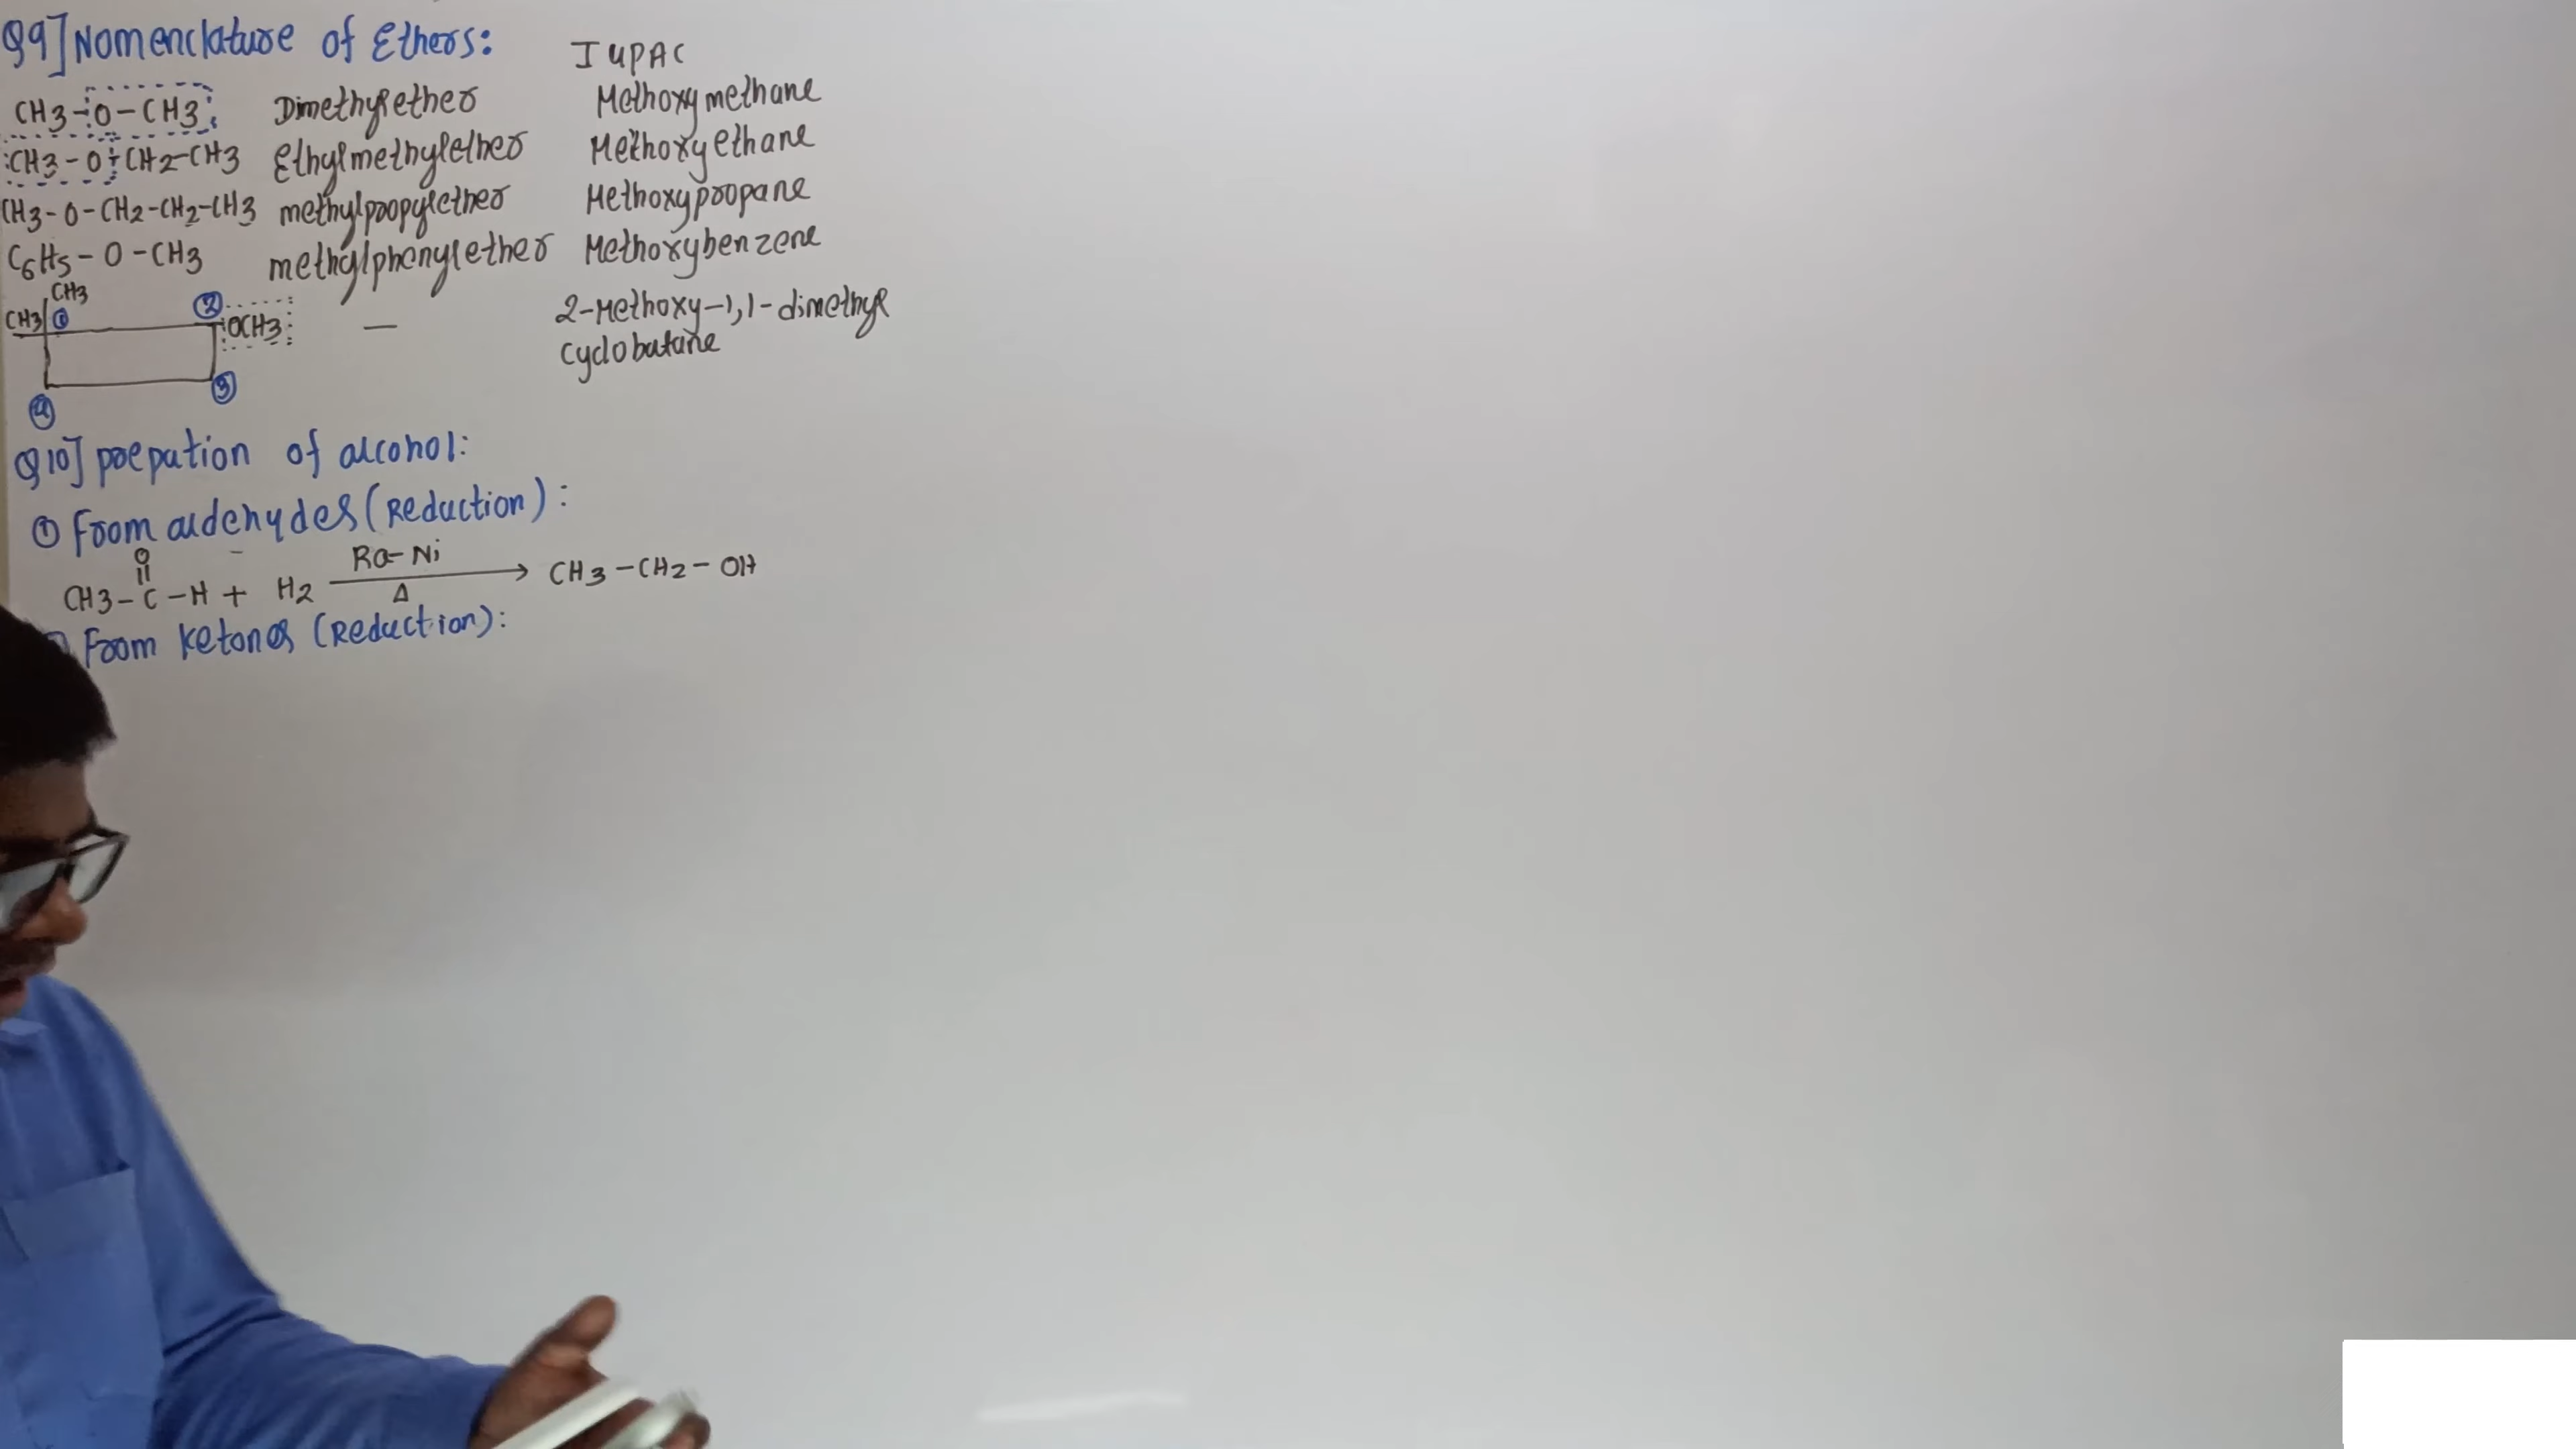 Q9] Nomenclature of Ethers:
IUPAC
CH3-O-CH3 Dimethylether Methoxymethane
CH3-O-CH2-CH3 Ethylmethylether Methoxyethane
CH3-O-CH2-CH2-CH3 methylpropylether Methoxypropane
C6H5-O-CH3 methylphenylether Methoxybenzene
CH3
CH3 ① ② OCH3 — 2-Methoxy-1,1-dimethyl
cyclobutane
④ ③
Q10] prepation of alcohol:
① From aldehydes (Reduction):
O
CH3-C-H + H2 Ra-Ni Δ → CH3-CH2-OH
From ketones (Reduction):